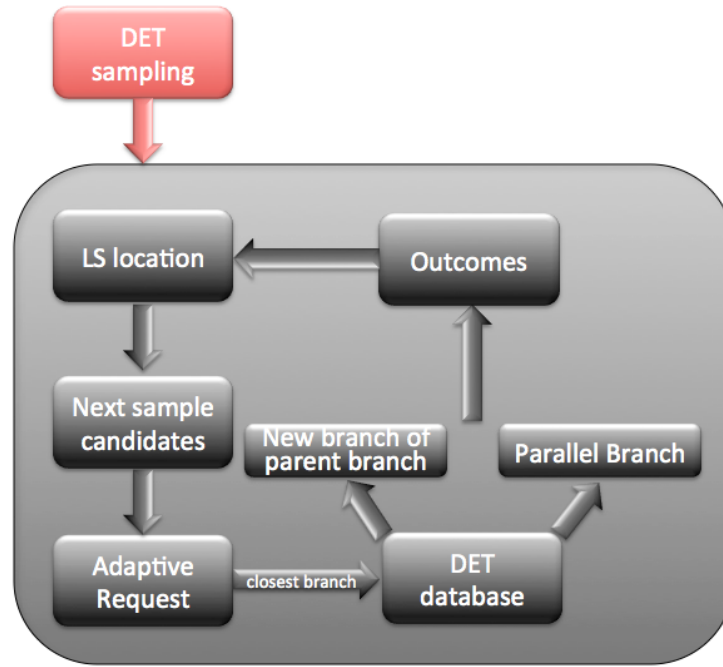 DET
sampling
LS location
Outcomes
Next sample
candidates
New branch of
parent branch
Parallel Branch
Adaptive
Request
closest branch
DET
database